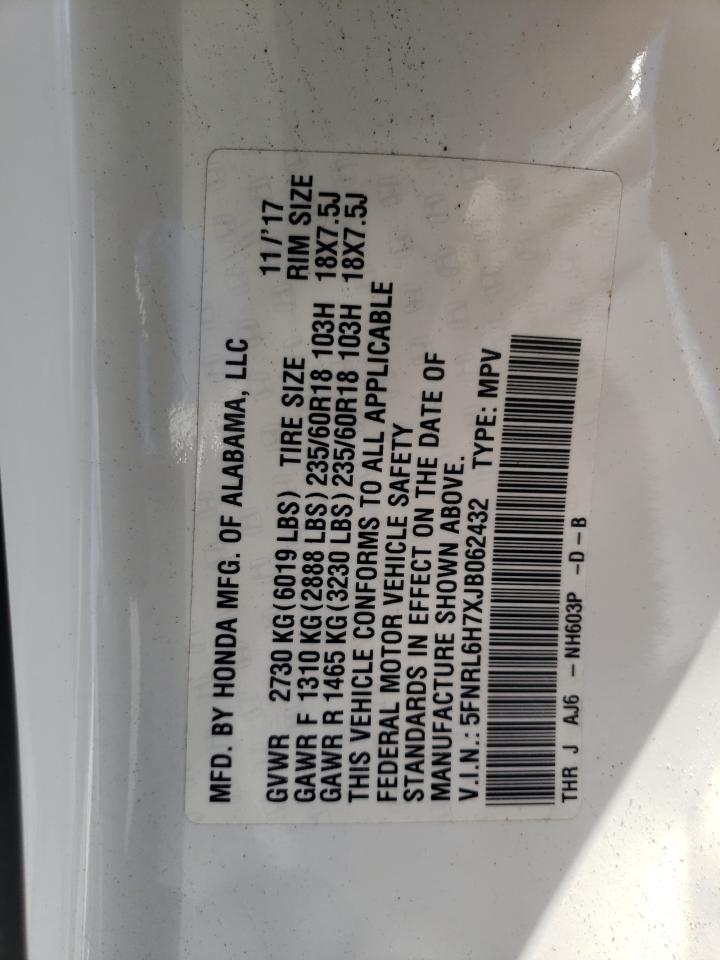 MFD. BY HONDA MFG. OF ALABAMA, LLC
11/'17
GVWR 2730 KG(6019 LBS) TIRE SIZE RIM SIZE
GAWR F 1310 KG(2888 LBS) 235/60R18 103H 18X7.5J
GAWR R 1465 KG(3230 LBS) 235/60R18 103H 18X7.5J
THIS VEHICLE CONFORMS TO ALL APPLICABLE
FEDERAL MOTOR VEHICLE SAFETY
STANDARDS IN EFFECT ON THE DATE OF
MANUFACTURE SHOWN ABOVE.
V.I.N.: 5FNRL6H7XJB062432 TYPE: MPV
THR J AJ6 - NH603P -D-B